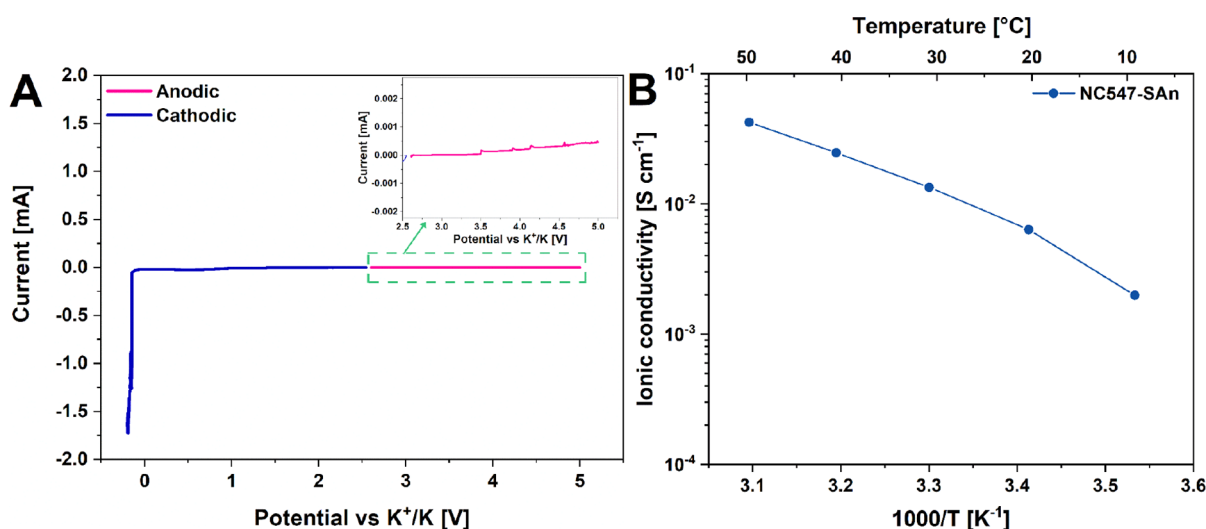 A
2.0
1.5
1.0
0.5
0.0
-0.5
-1.0
-1.5
-2.0
Current [mA]
Anodic
Cathodic
0 1 2 3 4 5
Potential vs K⁺/K [V]
0.002
0.001
0.000
-0.001
-0.002
Current [mA]
2.5 3.0 3.5 4.0 4.5 5.0
Potential vs K⁺/K [V]
B
Temperature [°C]
50 40 30 20 10
NC547-SAn
10⁻¹
10⁻²
10⁻³
10⁻⁴
Ionic conductivity [S cm⁻¹]
3.1 3.2 3.3 3.4 3.5 3.6
1000/T [K⁻¹]